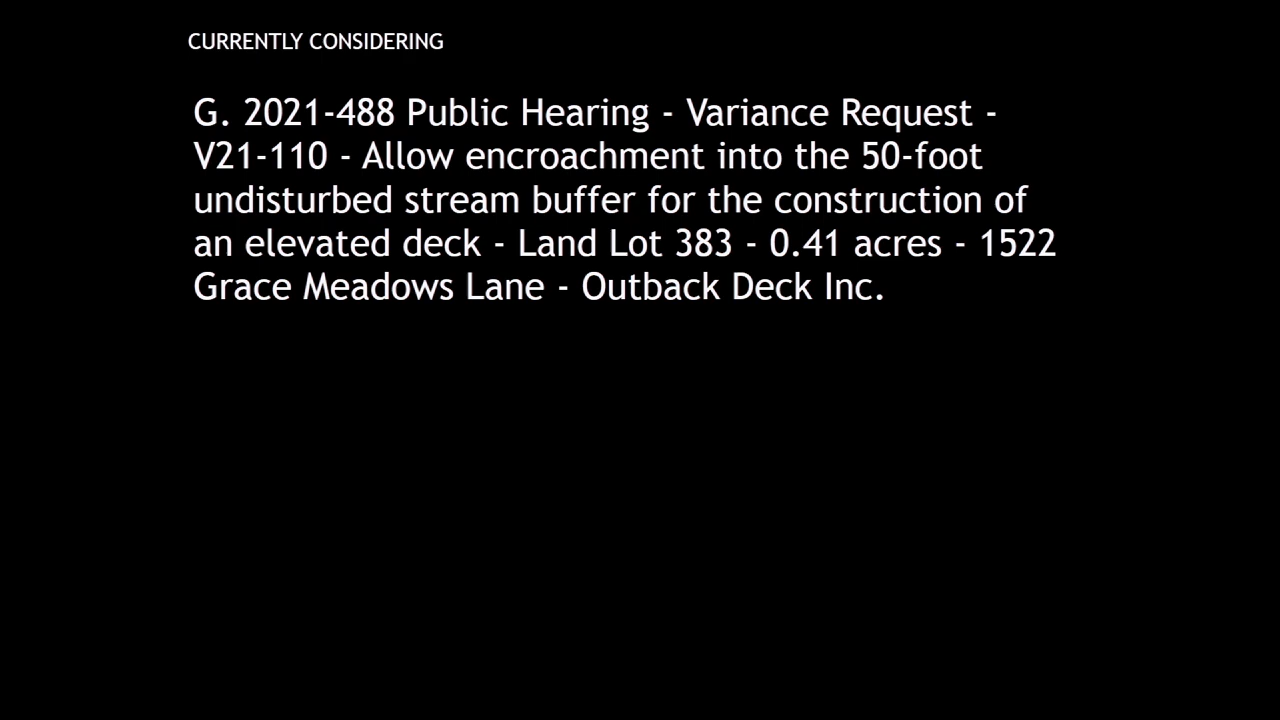 CURRENTLY CONSIDERING
G. 2021-488 Public Hearing - Variance Request -
V21-110 - Allow encroachment into the 50-foot
undisturbed stream buffer for the construction of
an elevated deck - Land Lot 383 - 0.41 acres - 1522
Grace Meadows Lane - Outback Deck Inc.